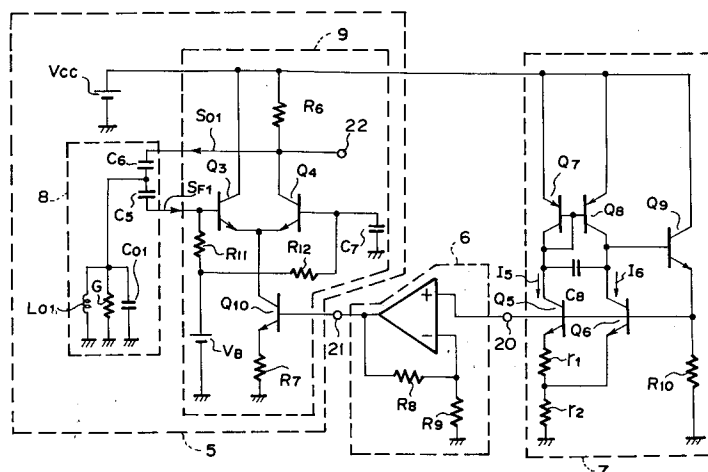 9
Vcc
S01
R6
22
C6
Q3
Q4
Q7
Q8
Q9
8
SF1
C5
C7
6
R11
R12
I5
I6
C8
Q5
Q6
L01
G
C01
Q10
+
−
21
20
VB
R7
R8
R9
r1
r2
R10
5
7